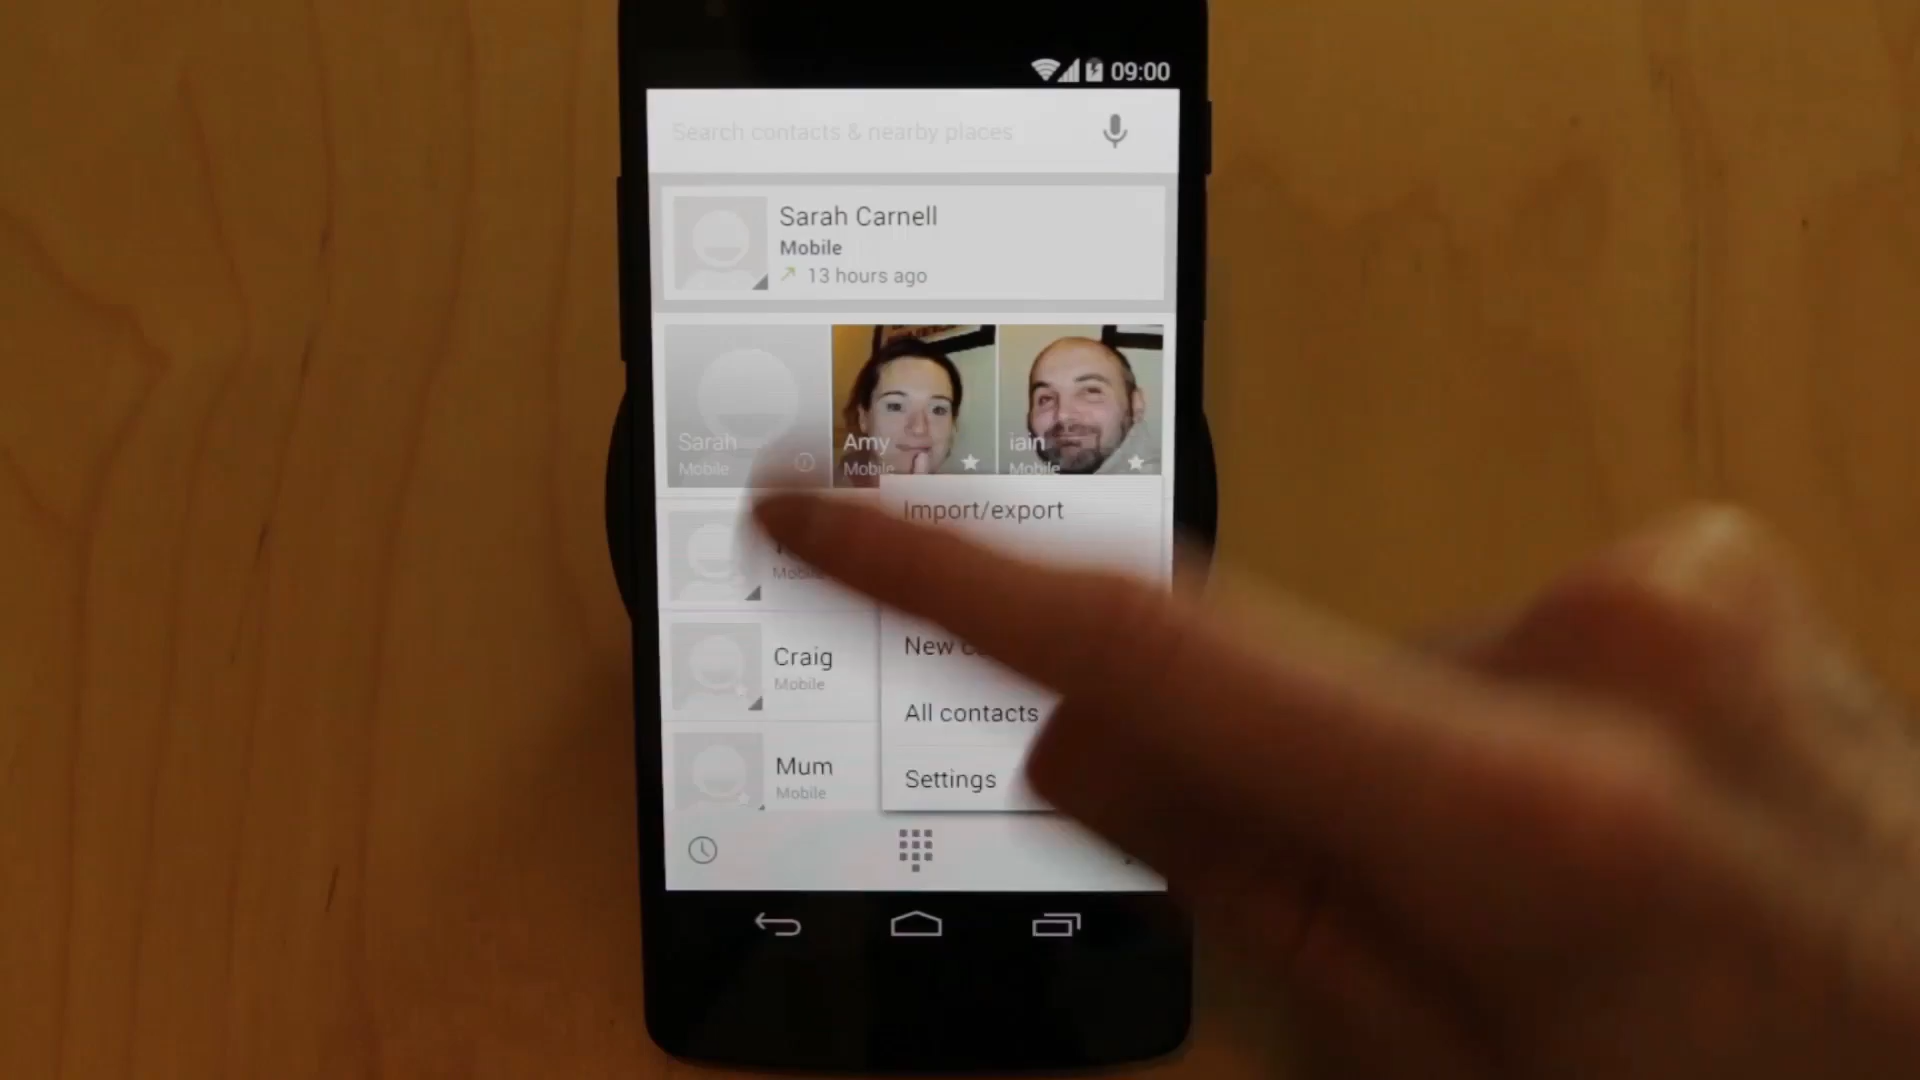 09:00
Search contacts & nearby places
Sarah Carnell
Mobile
13 hours ago
Sarah
Mobile
Amy
Mobile
iain
Mobile
Import/export
Mobile
New
Craig
Mobile
All contacts
Mum
Mobile
Settings